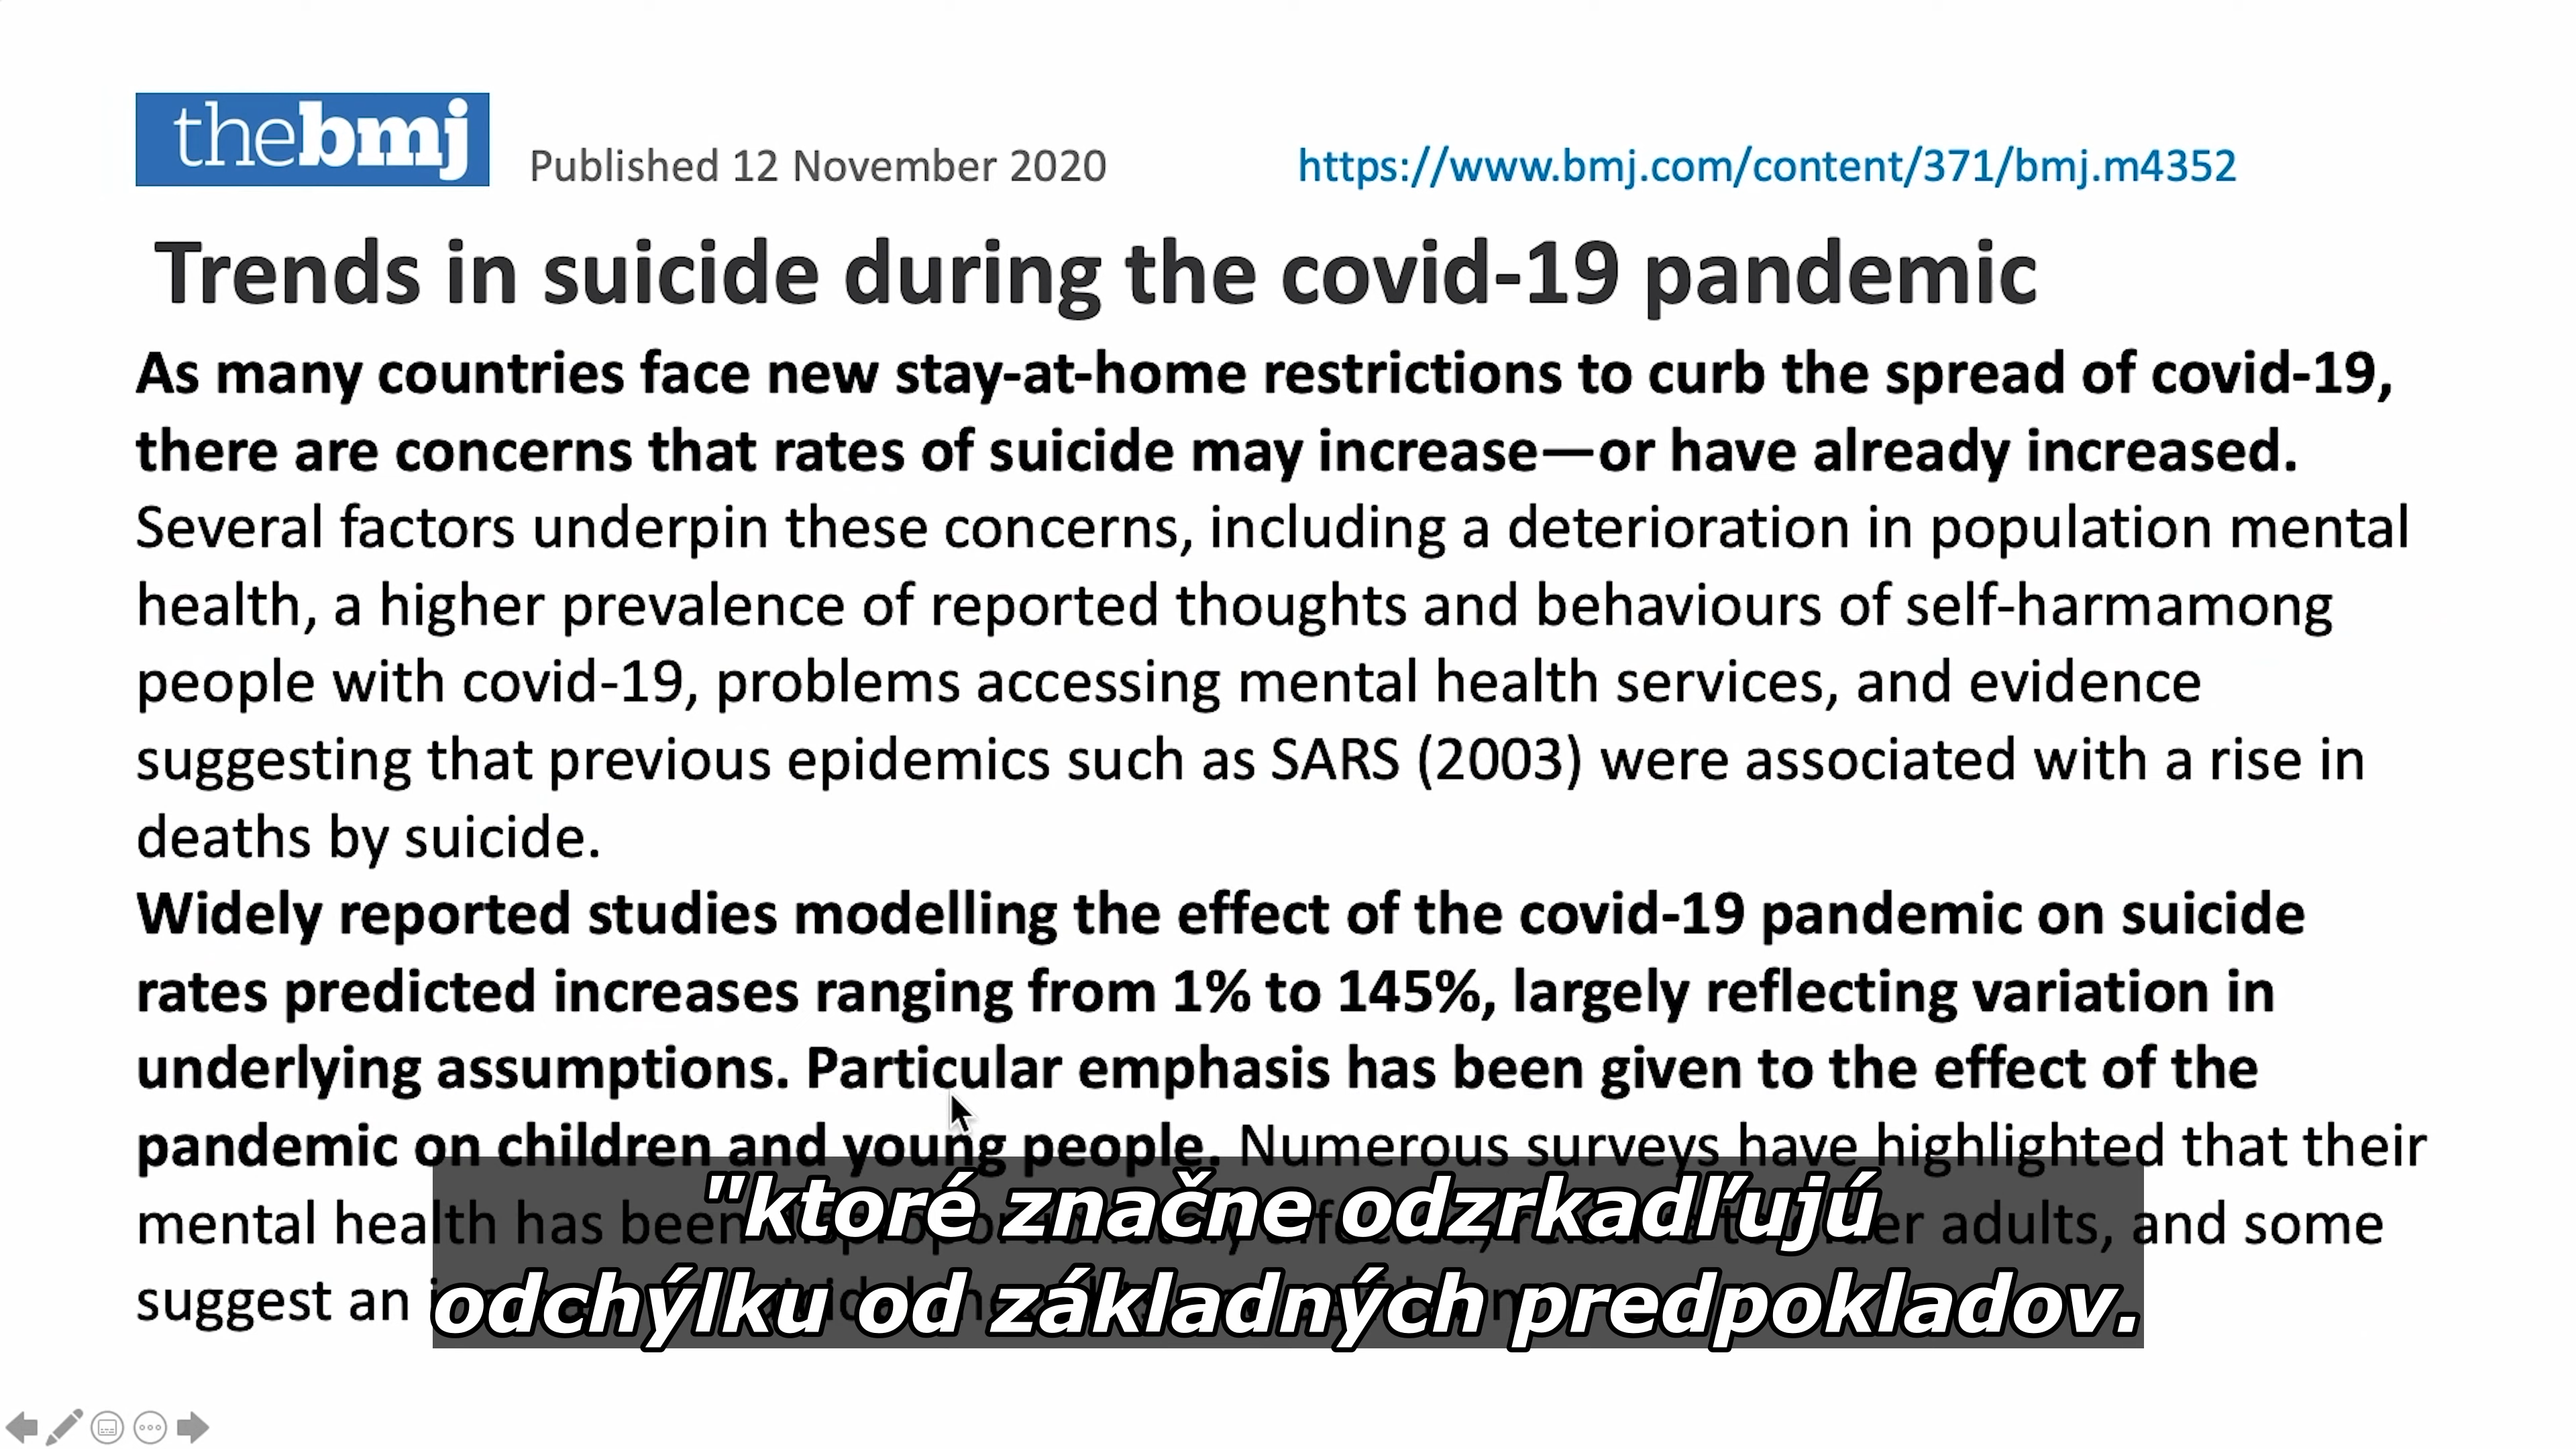 thebmj
Published 12 November 2020
https://www.bmj.com/content/371/bmj.m4352
Trends in suicide during the covid-19 pandemic
As many countries face new stay-at-home restrictions to curb the spread of covid-19,
there are concerns that rates of suicide may increase—or have already increased.
Several factors underpin these concerns, including a deterioration in population mental
health, a higher prevalence of reported thoughts and behaviours of self-harmamong
people with covid-19, problems accessing mental health services, and evidence
suggesting that previous epidemics such as SARS (2003) were associated with a rise in
deaths by suicide.
Widely reported studies modelling the effect of the covid-19 pandemic on suicide
rates predicted increases ranging from 1% to 145%, largely reflecting variation in
underlying assumptions. Particular emphasis has been given to the effect of the
pandemic on children and young people. Numerous surveys have highlighted that their
mental health has been adults, and some
suggest an
"ktoré značne odzrkadľujú
odchýlku od základných predpokladov.